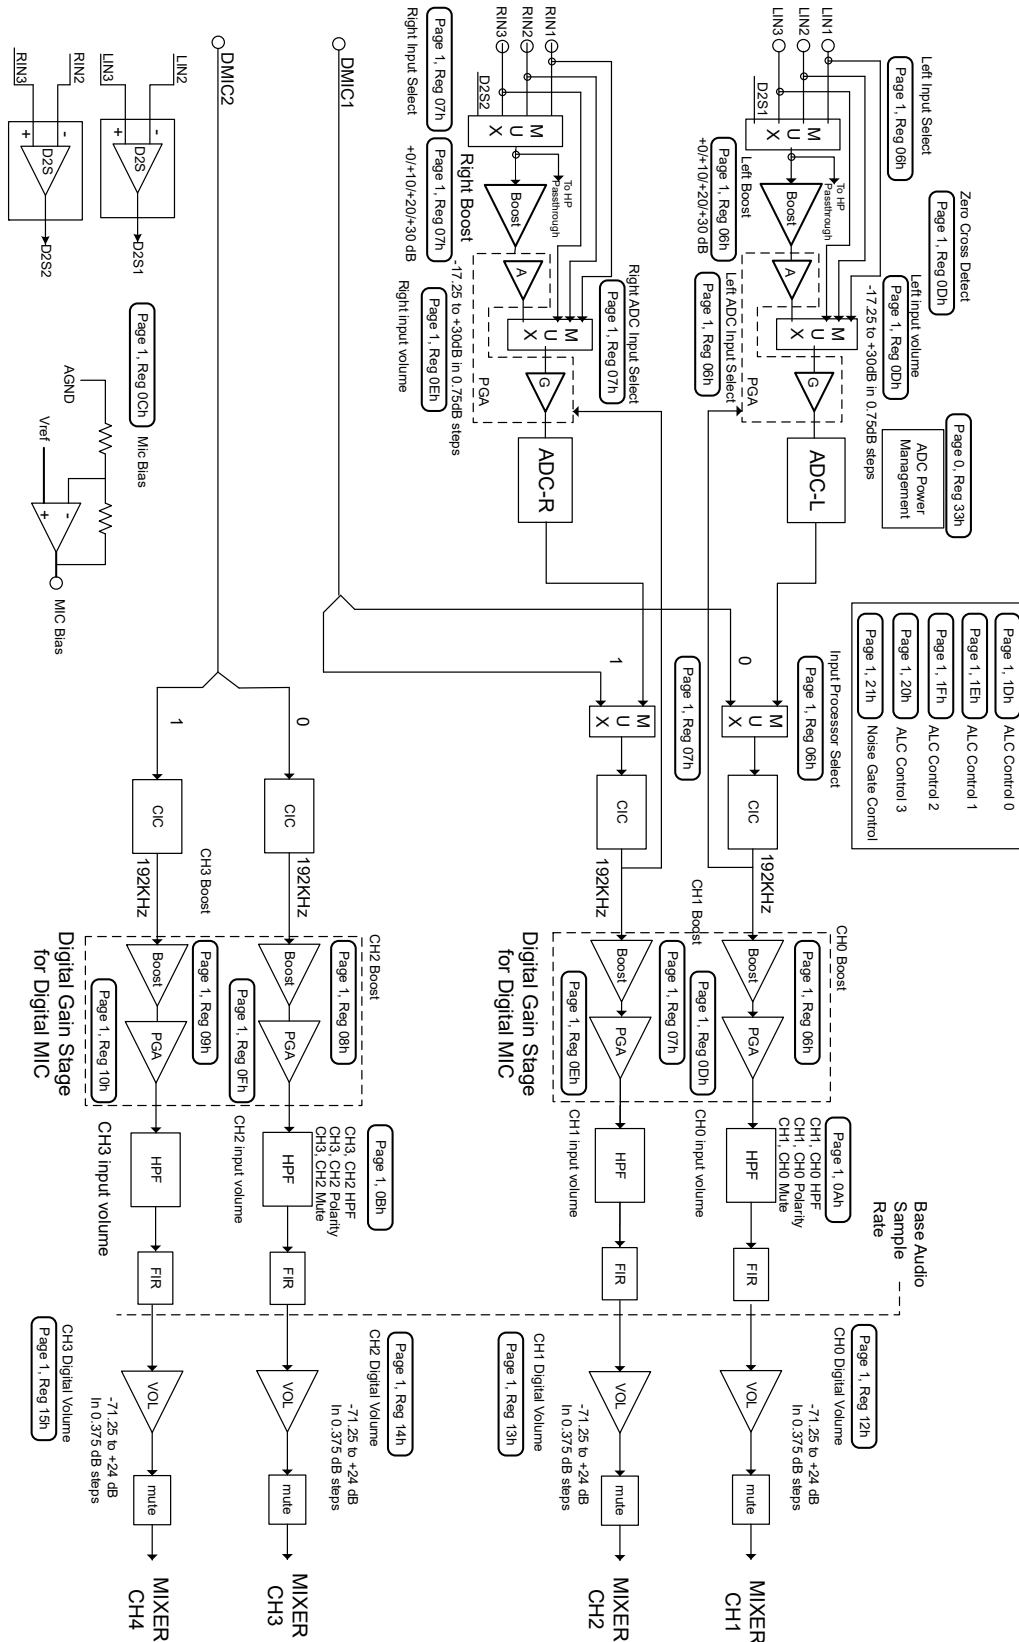 LIN1
LIN2
LIN3
Left Input Select
Page 1, Reg 06h
D2S1
M
U
X
To HP
Passthrough
Boost
Left Boost
Page 1, Reg 06h
+0/+10/+20/+30 dB
Zero Cross Detect
Page 1, Reg 0Dh
A
M
U
X
Left input volume
Page 1, Reg 0Dh
-17.25 to +30dB in 0.75dB steps
Left ADC Input Select
Page 1, Reg 06h
PGA
G
ADC-L
Page 0, Reg 33h
ADC Power
Management
Page 1, 1Dh
ALC Control 0
Page 1, 1Eh
ALC Control 1
Page 1, 1Fh
ALC Control 2
Page 1, 20h
ALC Control 3
Page 1, 21h
Noise Gate Control
Input Processor Select
Page 1, Reg 06h
0
M
U
X
CIC
192KHz
CH0 Boost
Boost
Page 1, Reg 06h
PGA
Page 1, Reg 0Dh
CH0 input volume
HPF
Page 1, 0Ah
CH1, CH0 HPF
CH1, CH0 Polarity
CH1, CH0 Mute
FIR
Base Audio
Sample
Rate
VOL
Page 1, Reg 12h
CH0 Digital Volume
-71.25 to +24 dB
In 0.375 dB steps
mute
MIXER
CH1
RIN1
RIN2
RIN3
Page 1, Reg 07h
Right Input Select
D2S2
M
U
X
To HP
Passthrough
Boost
Right Boost
Page 1, Reg 07h
+0/+10/+20/+30 dB
A
M
U
X
Right ADC Input Select
Page 1, Reg 07h
-17.25 to +30dB in 0.75dB steps
Page 1, Reg 0Eh
Right input volume
PGA
G
ADC-R
1
Page 1, Reg 07h
M
U
X
CIC
192KHz
CH1 Boost
Boost
Page 1, Reg 07h
PGA
Page 1, Reg 0Eh
Digital Gain Stage
for Digital MIC
CH1 input volume
HPF
FIR
VOL
CH1 Digital Volume
Page 1, Reg 13h
-71.25 to +24 dB
In 0.375 dB steps
mute
MIXER
CH2
DMIC1
DMIC2
0
CIC
192KHz
CH2 Boost
Boost
Page 1, Reg 08h
PGA
Page 1, Reg 0Fh
CH2 input volume
HPF
Page 1, 0Bh
CH3, CH2 HPF
CH3, CH2 Polarity
CH3, CH2 Mute
FIR
VOL
Page 1, Reg 14h
CH2 Digital Volume
-71.25 to +24 dB
In 0.375 dB steps
mute
MIXER
CH3
1
CIC
192KHz
CH3 Boost
Boost
Page 1, Reg 09h
PGA
Page 1, Reg 10h
Digital Gain Stage
for Digital MIC
CH3 input volume
HPF
FIR
VOL
CH3 Digital Volume
Page 1, Reg 15h
-71.25 to +24 dB
In 0.375 dB steps
mute
MIXER
CH4
LIN2
LIN3
-
+
D2S
D2S1
RIN2
RIN3
-
+
D2S
D2S2
Page 1, Reg 0Ch
Mic Bias
AGND
Vref
-
+
MIC Bias